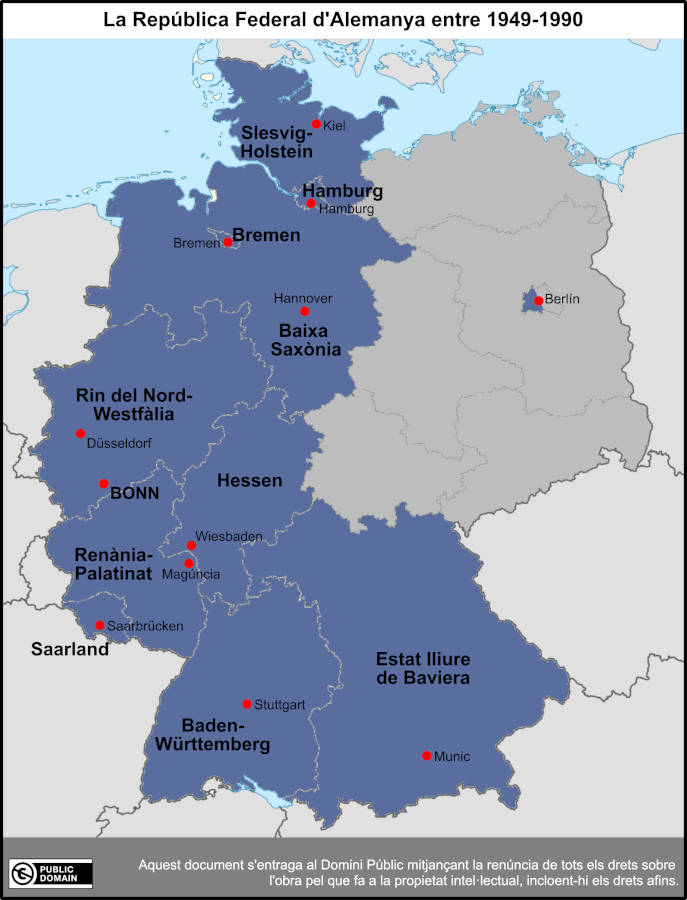 La República Federal d'Alemanya entre 1949-1990
Kiel
Slesvig-
Holstein
Hamburg
Hamburg
Bremen
Bremen
Berlín
Hannover
Baixa
Saxònia
Rin del Nord-
Westfàlia
Düsseldorf
BONN
Hessen
Wiesbaden
Renània-
Palatinat
Magúncia
Saarbrücken
Saarland
Estat lliure
de Baviera
Stuttgart
Baden-
Württemberg
Munic
PUBLIC
DOMAIN
Aquest document s'entraga al Domini Públic mitjançant la renúncia de tots els drets sobre
l'obra pel que fa a la propietat intel·lectual, incloent-hi els drets afins.